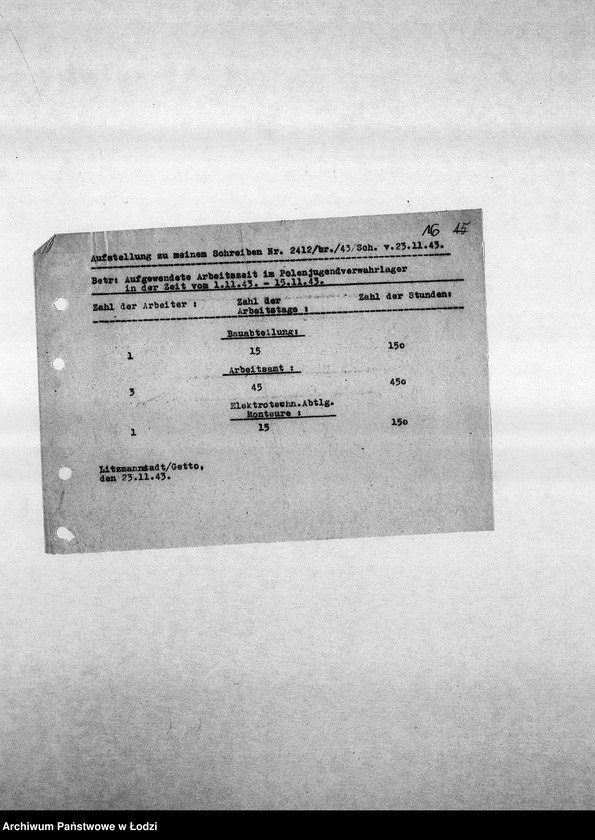 16 45
Aufstellung zu meinem Schreiben Nr. 2412/br./43/Sch. v.23.11.43.
Betr: Aufgewendete Arbeitszeit im Polenjugendverwahrlager
in der Zeit vom 1.11.43. - 15.11.43.
Zahl der Arbeiter : Zahl der Arbeitstage : Zahl der Stunden:
Bauabteilung:
1 15 150
Arbeitsamt :
3 45 450
Elektrotechn.Abtlg.
Monteure :
1 15 150
Litzmannstadt/Getto,
den 23.11.43.
Archiwum Państwowe w Łodzi